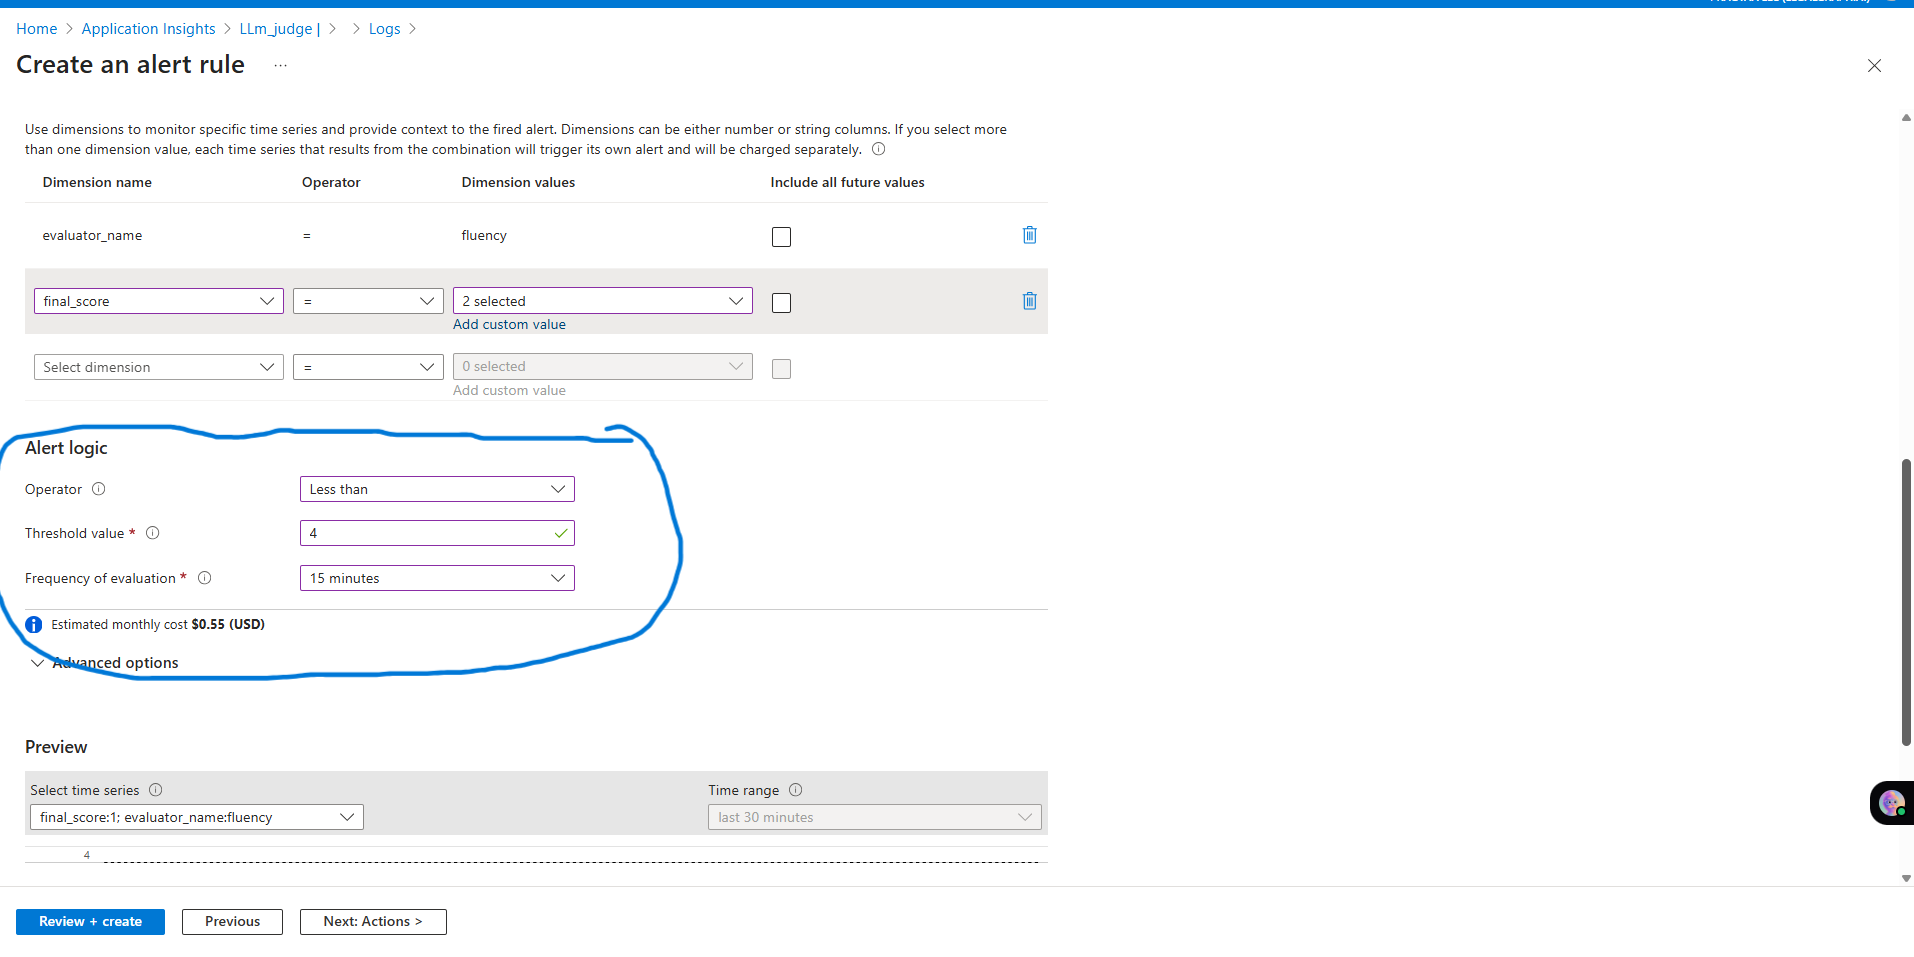 Home > Application Insights > LLm_judge | > > Logs >
Create an alert rule ...
Use dimensions to monitor specific time series and provide context to the fired alert. Dimensions can be either number or string columns. If you select more
than one dimension value, each time series that results from the combination will trigger its own alert and will be charged separately.
Dimension name Operator Dimension values Include all future values
evaluator_name = fluency
final_score = 2 selected
Add custom value
Select dimension = 0 selected
Add custom value
Alert logic
Operator Less than
Threshold value * 4
Frequency of evaluation * 15 minutes
Estimated monthly cost $0.55 (USD)
Advanced options
Preview
Select time series Time range
final_score:1; evaluator_name:fluency last 30 minutes
4
Review + create Previous Next: Actions >